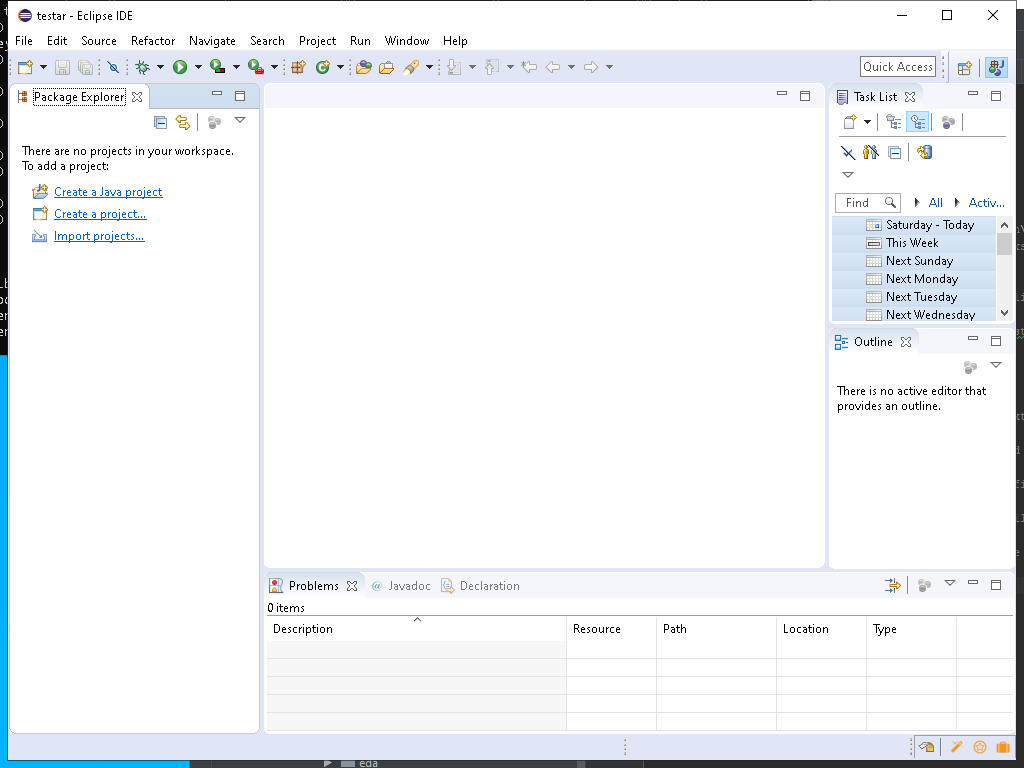 testar - Eclipse IDE
File Edit Source Refactor Navigate Search Project Run Window Help
Quick Access
Package Explorer
There are no projects in your workspace.
To add a project:
Create a Java project
Create a project...
Import projects...
Task List
Find All Activ...
Saturday - Today
This Week
Next Sunday
Next Monday
Next Tuesday
Next Wednesday
Outline
There is no active editor that
provides an outline.
Problems @ Javadoc Declaration
0 items
Description Resource Path Location Type
eda